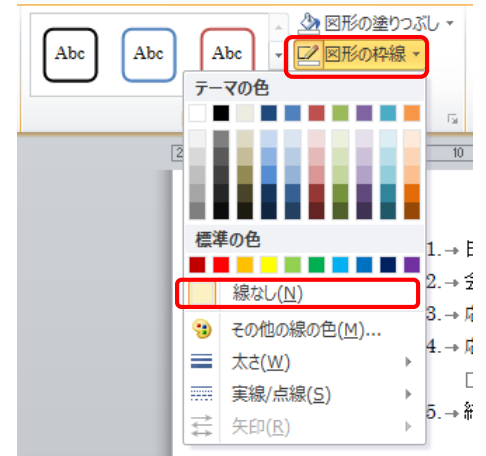 Abc Abc Abc
図形の塗りつぶし
図形の枠線
テーマの色
2
10
標準の色
1.→
線なし(N)
2.→
3.→
その他の線の色(M)...
4.→
太さ(W)
実線/点線(S)
5.→
矢印(R)